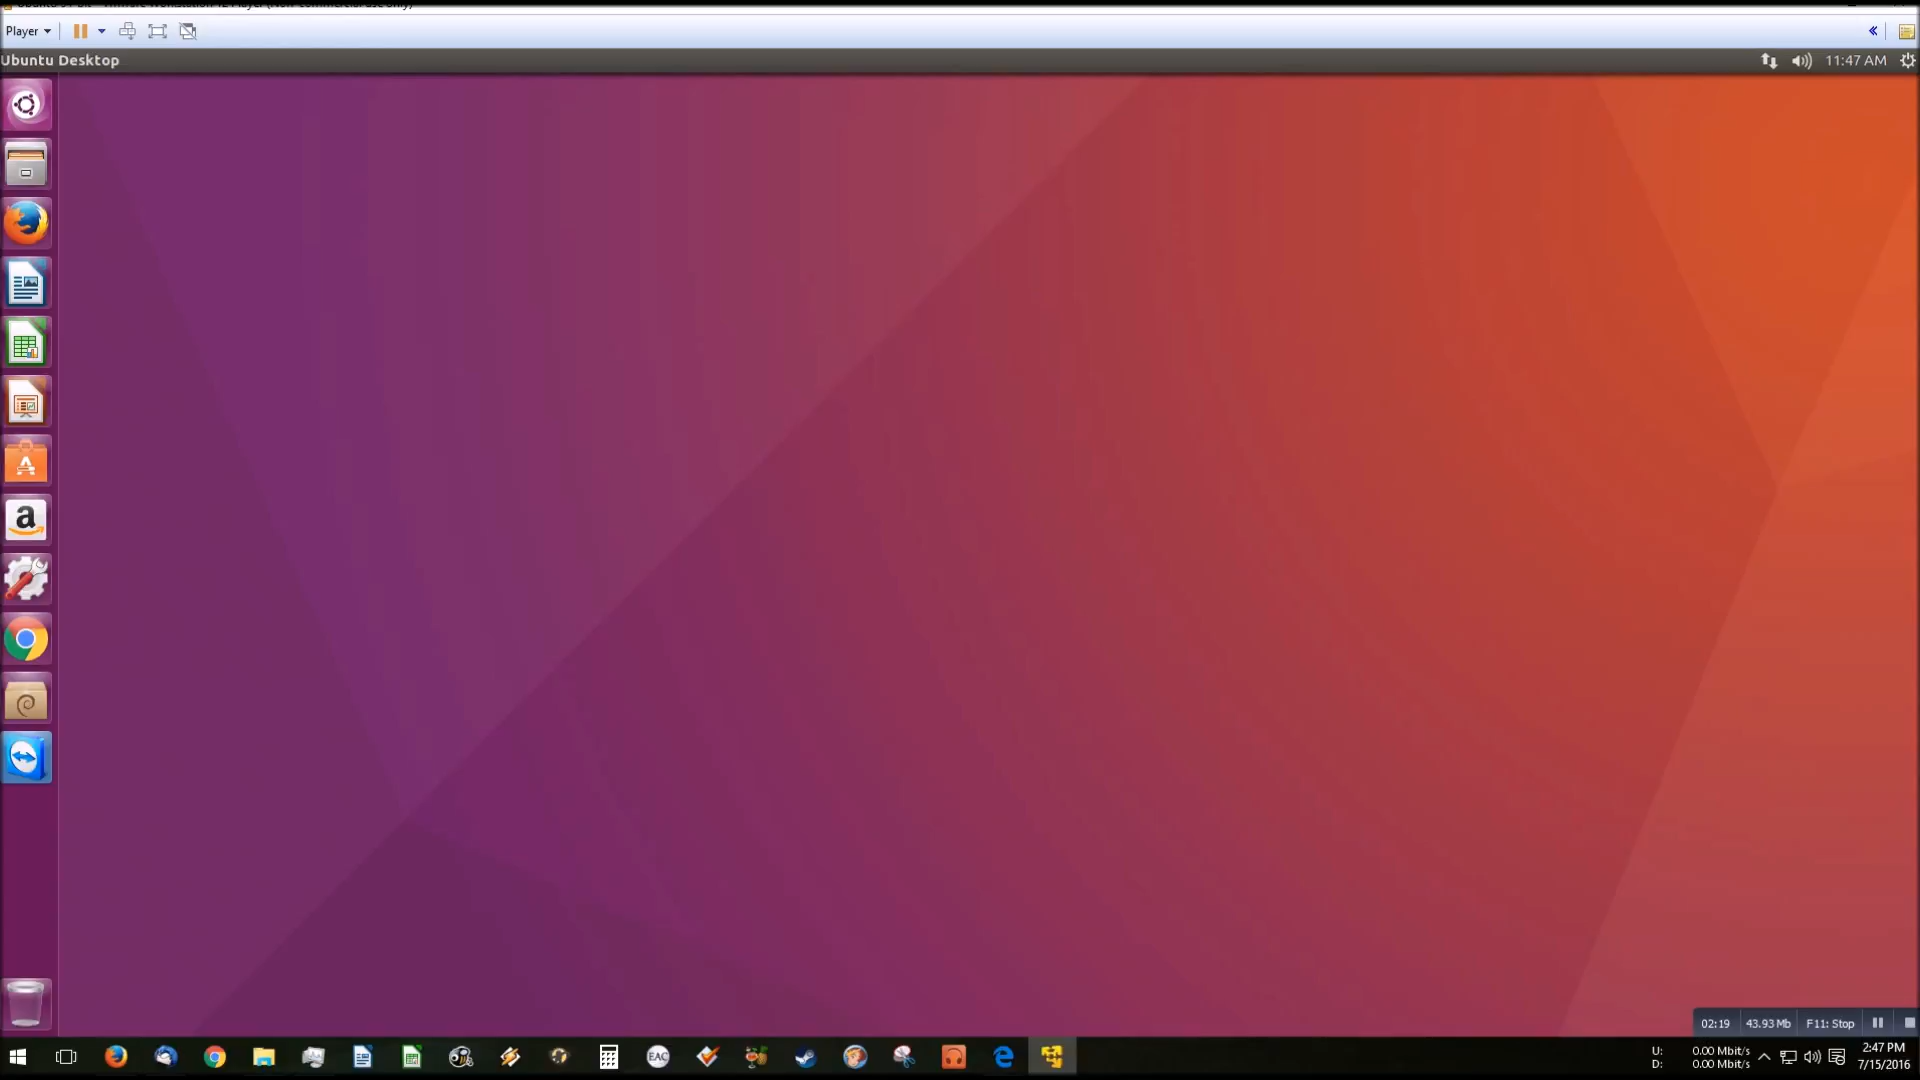 Player
Ubuntu Desktop
11:47 AM
a
02:19
43.93 Mb
F11: Stop
EAC
U: 0.00 Mbit/s
D: 0.00 Mbit/s
2:47 PM
7/15/2016